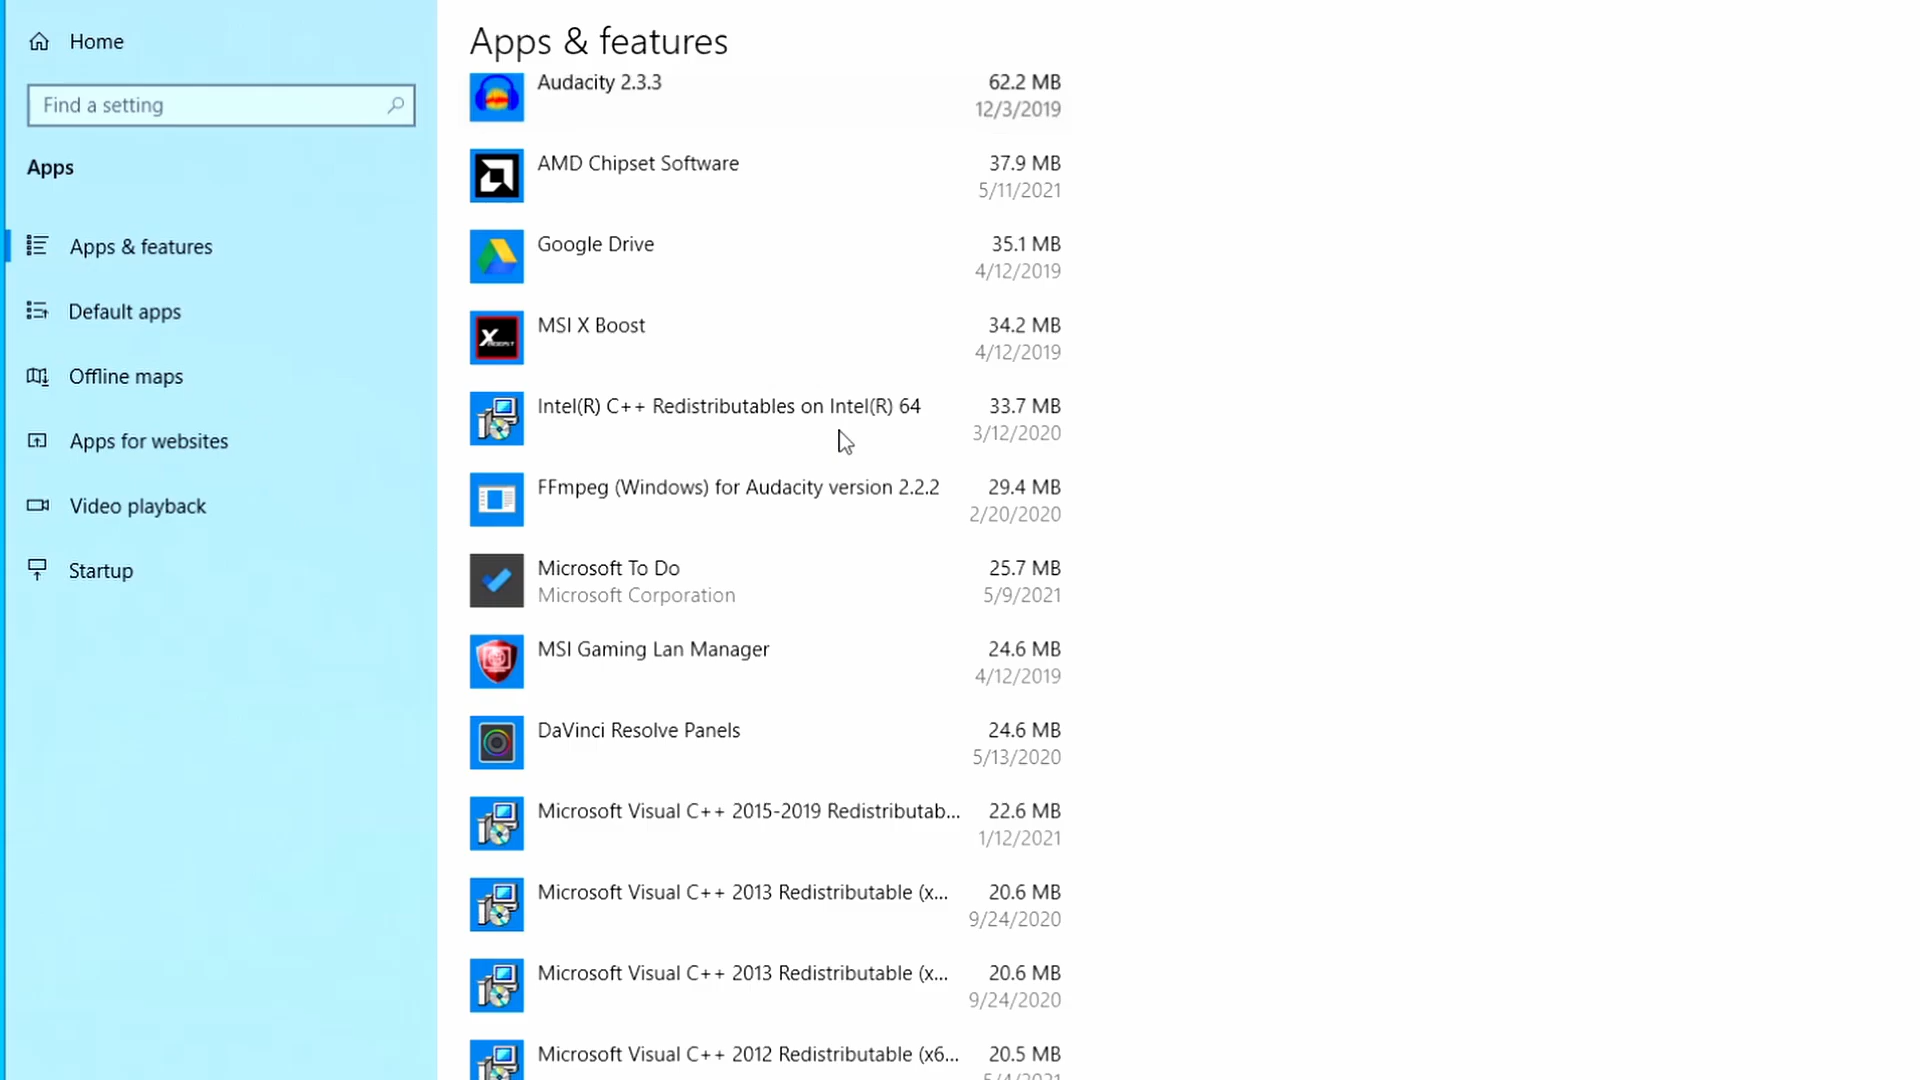 Home
Find a setting
Apps
Apps & features
Default apps
Offline maps
Apps for websites
Video playback
Startup
Apps & features
Audacity 2.3.3 62.2 MB
12/3/2019
AMD Chipset Software 37.9 MB
5/11/2021
Google Drive 35.1 MB
4/12/2019
MSI X Boost 34.2 MB
4/12/2019
Intel(R) C++ Redistributables on Intel(R) 64 33.7 MB
3/12/2020
FFmpeg (Windows) for Audacity version 2.2.2 29.4 MB
2/20/2020
Microsoft To Do 25.7 MB
Microsoft Corporation 5/9/2021
MSI Gaming Lan Manager 24.6 MB
4/12/2019
DaVinci Resolve Panels 24.6 MB
5/13/2020
Microsoft Visual C++ 2015-2019 Redistributab... 22.6 MB
1/12/2021
Microsoft Visual C++ 2013 Redistributable (x... 20.6 MB
9/24/2020
Microsoft Visual C++ 2013 Redistributable (x... 20.6 MB
9/24/2020
Microsoft Visual C++ 2012 Redistributable (x6... 20.5 MB